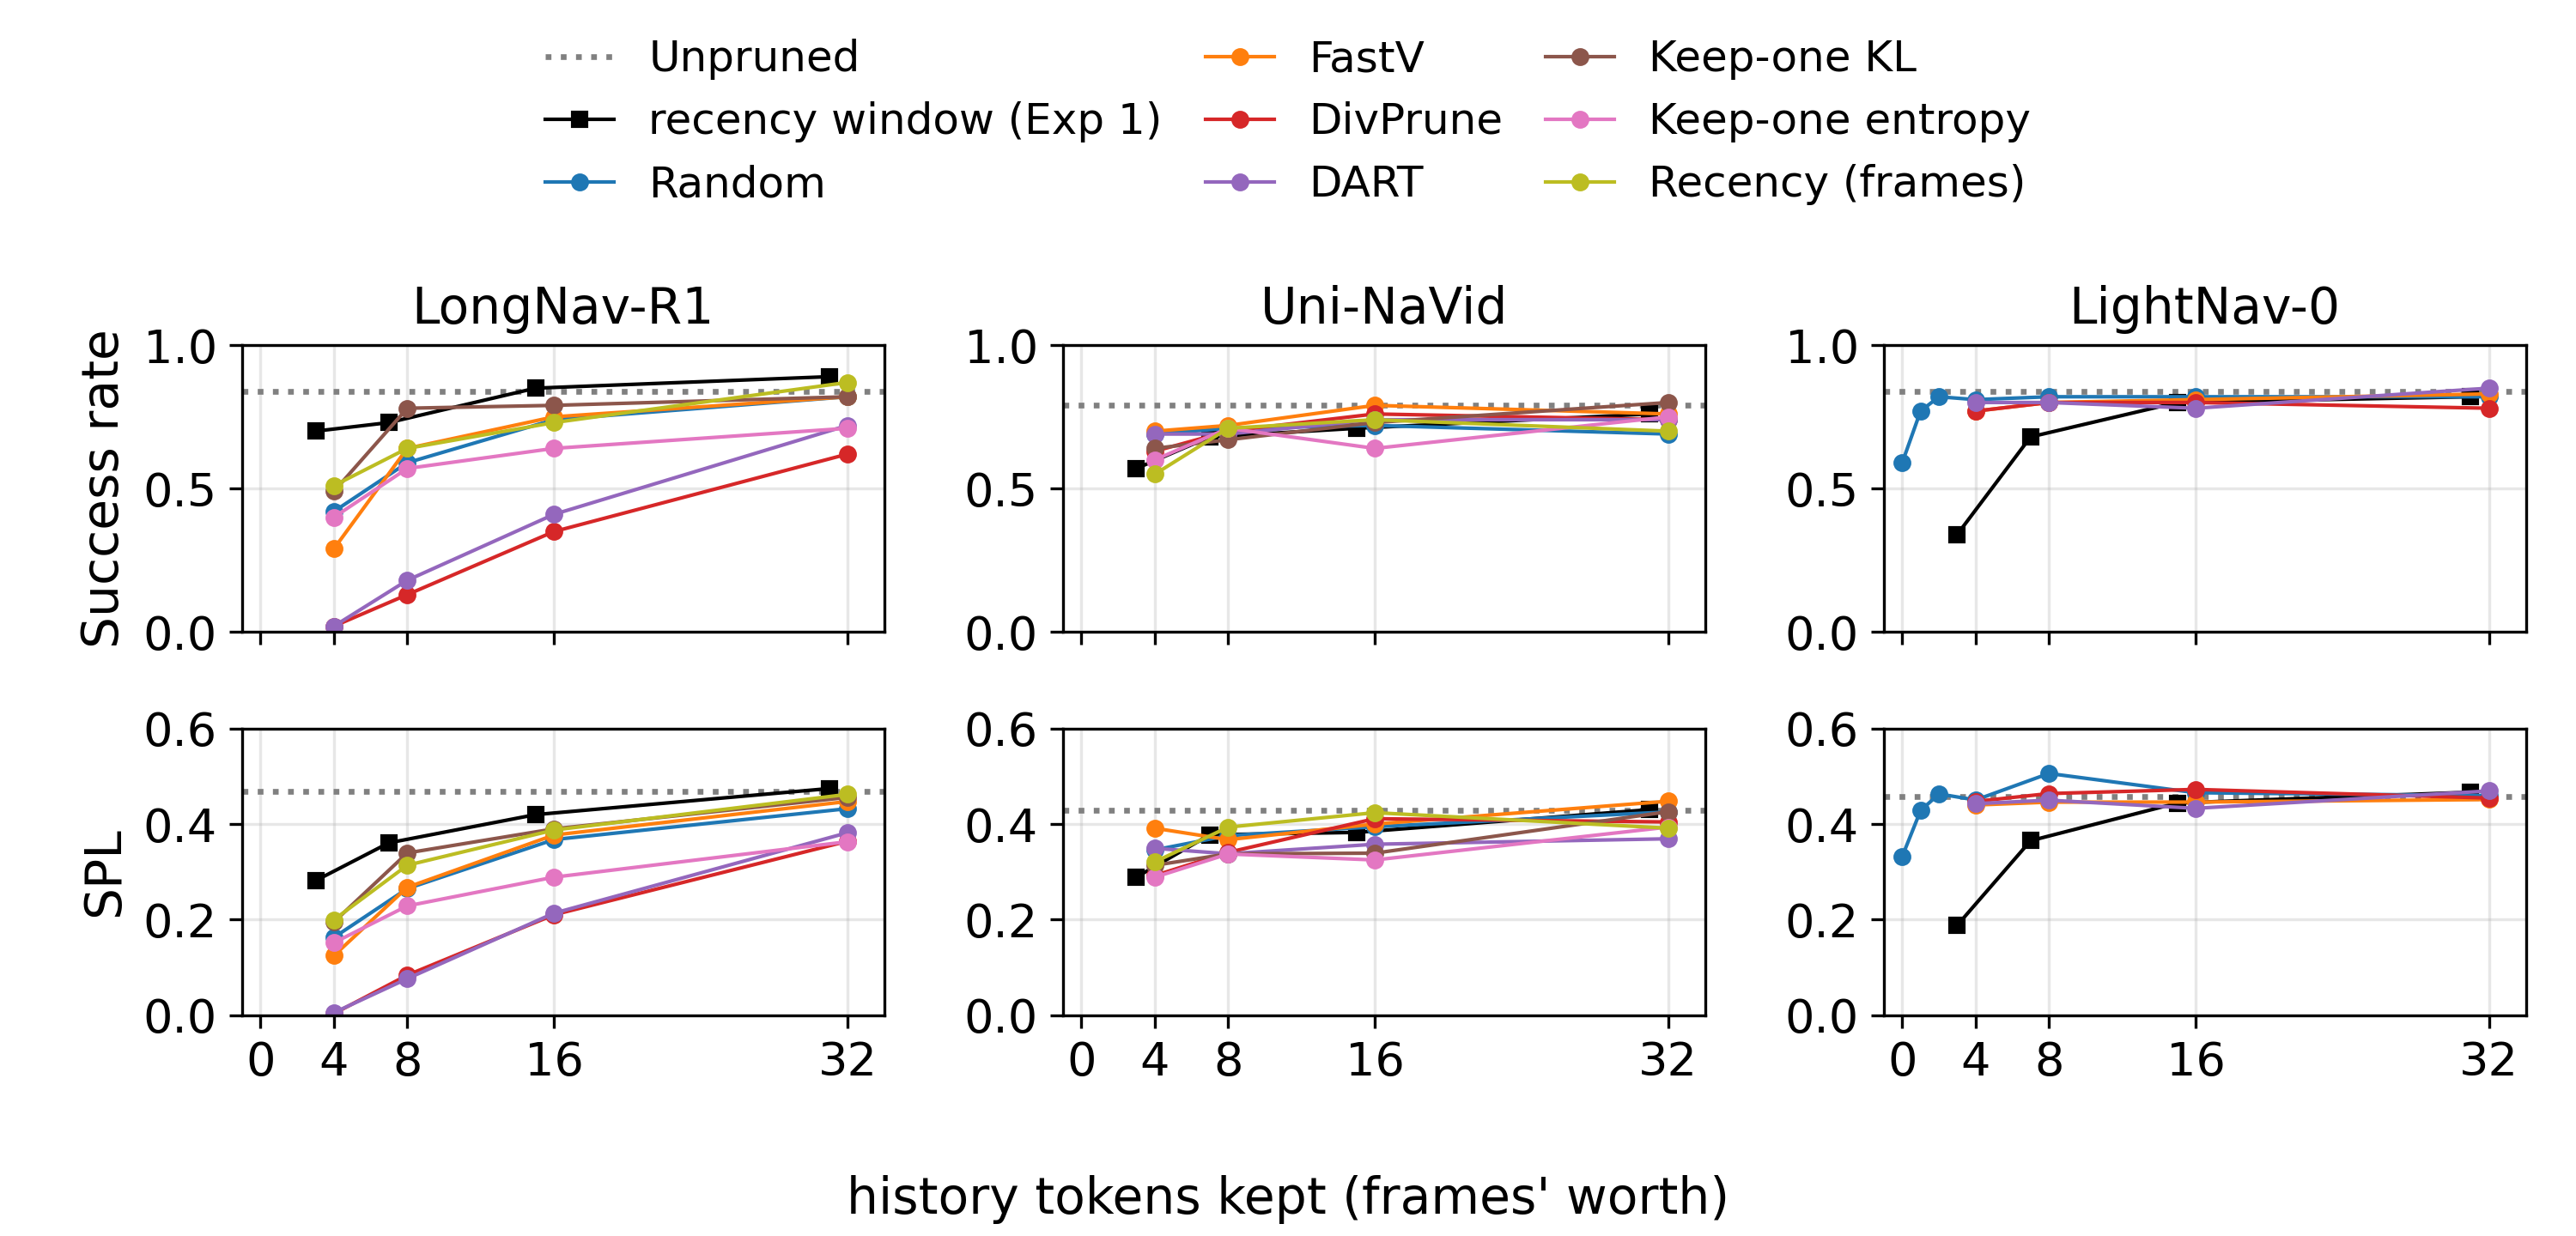 Unpruned
recency window (Exp 1)
Random
FastV
DivPrune
DART
Keep-one KL
Keep-one entropy
Recency (frames)
LongNav-R1
Uni-NaVid
LightNav-0
Success rate
1.0
0.5
0.0
1.0
0.5
0.0
1.0
0.5
0.0
SPL
0.6
0.4
0.2
0.0
0.6
0.4
0.2
0.0
0.6
0.4
0.2
0.0
0 4 8 16 32
0 4 8 16 32
0 4 8 16 32
history tokens kept (frames' worth)